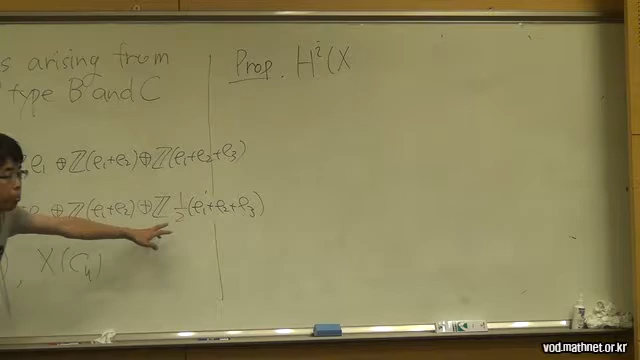 s arising from
type B and C
e₁ ⊕ℤ(e₁+e₂)⊕ℤ(e₁+e₂+e₃)
⊕ℤ(e₁+e₂)⊕ℤ ½(e₁+e₂+e₃)
, X(C₄)
Prop. Hⁱ(X
vod.mathnet.or.kr